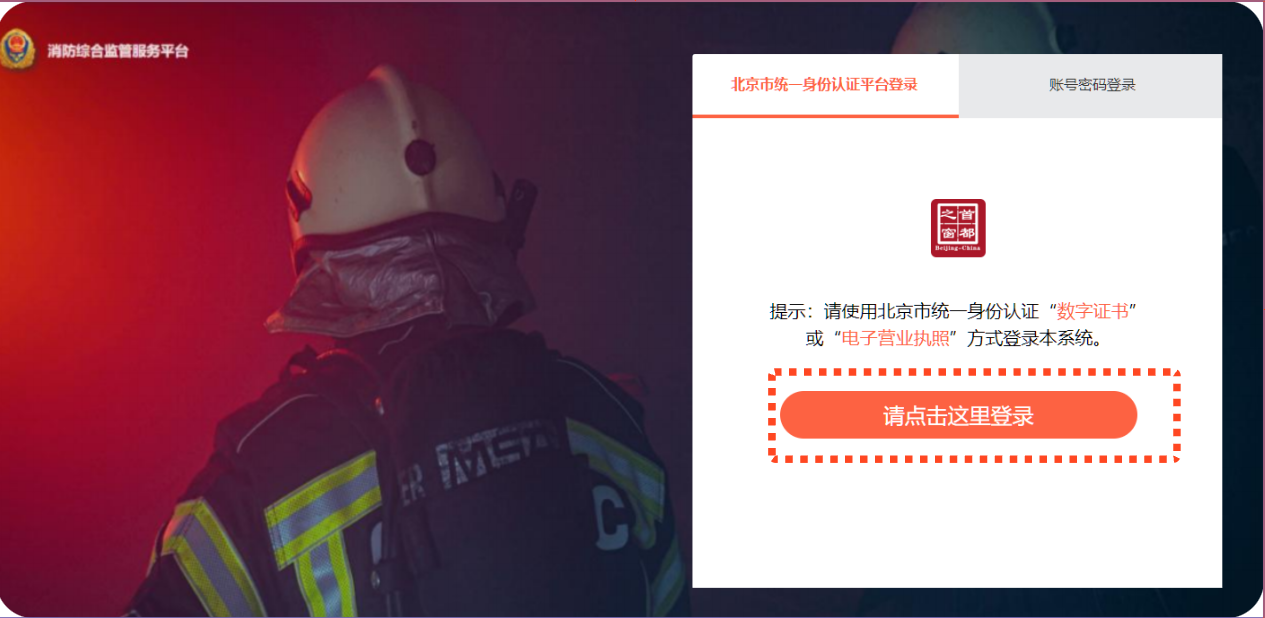 消防综合监管服务平台
北京市统一身份认证平台登录
账号密码登录
首都之窗
Beijing-China
提示：请使用北京市统一身份认证“数字证书”
或“电子营业执照”方式登录本系统。
请点击这里登录
MSA
C